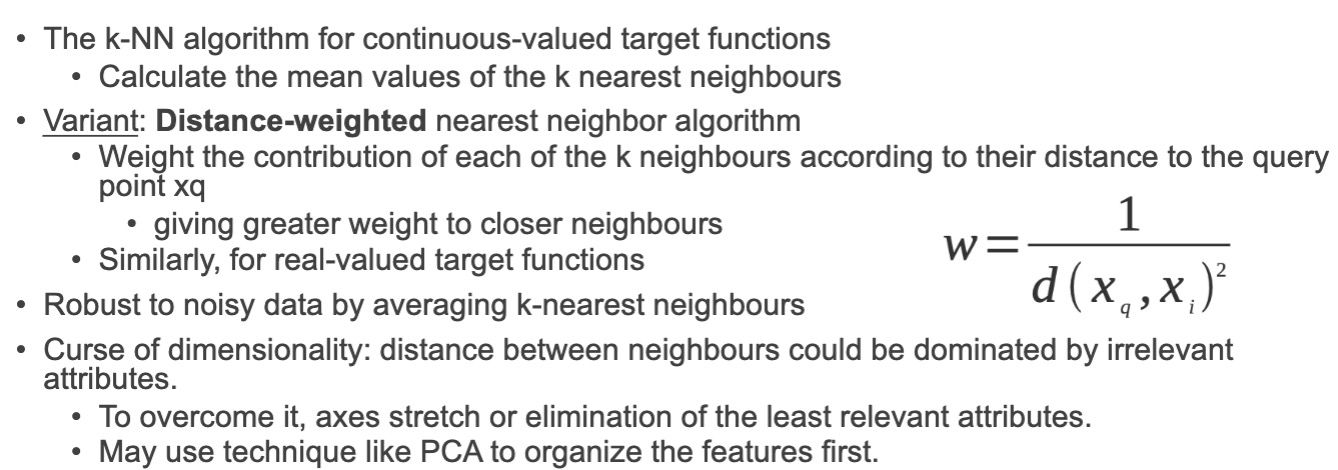 • The k-NN algorithm for continuous-valued target functions
• Calculate the mean values of the k nearest neighbours
• Variant: Distance-weighted nearest neighbor algorithm
• Weight the contribution of each of the k neighbours according to their distance to the query
point xq
• giving greater weight to closer neighbours
• Similarly, for real-valued target functions
w = 1 / d(x_q, x_i)²
• Robust to noisy data by averaging k-nearest neighbours
• Curse of dimensionality: distance between neighbours could be dominated by irrelevant
attributes.
• To overcome it, axes stretch or elimination of the least relevant attributes.
• May use technique like PCA to organize the features first.